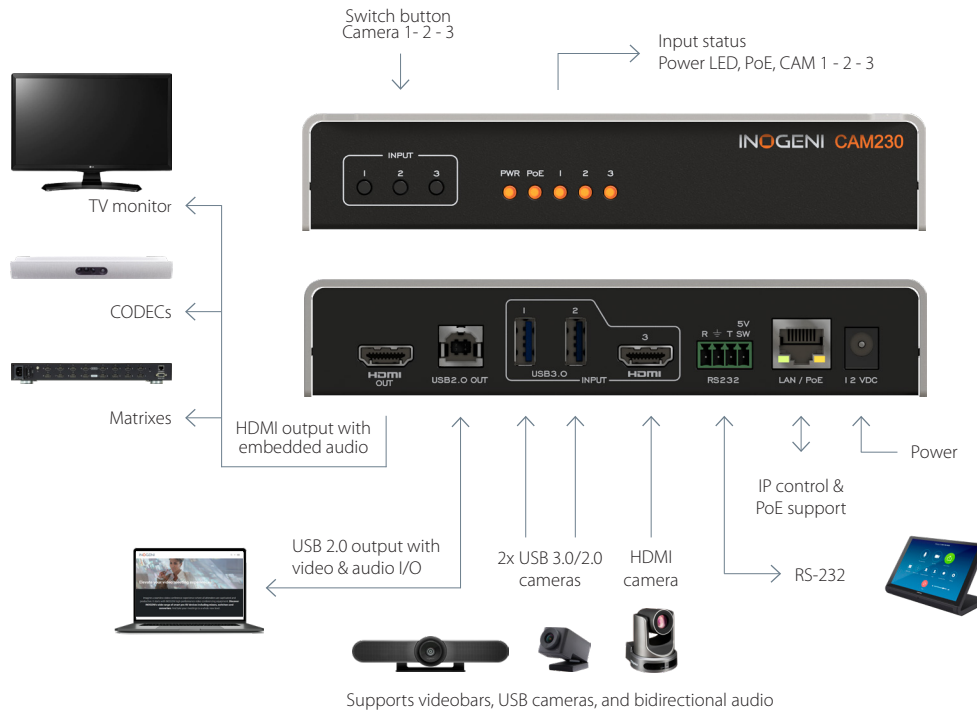 Switch button
Camera 1- 2 - 3
Input status
Power LED, PoE, CAM 1 - 2 - 3
INOGENI CAM230
INPUT
1 2 3
PWR PoE 1 2 3
TV monitor
CODECs
Matrixes
1 2
3
5V
R T SW
HDMI
OUT
USB2.0 OUT
USB3.0
INPUT
HDMI
RS232
LAN / PoE
12 VDC
HDMI output with
embedded audio
Power
IP control &
PoE support
USB 2.0 output with
video & audio I/O
2x USB 3.0/2.0
cameras
HDMI
camera
RS-232
Supports videobars, USB cameras, and bidirectional audio